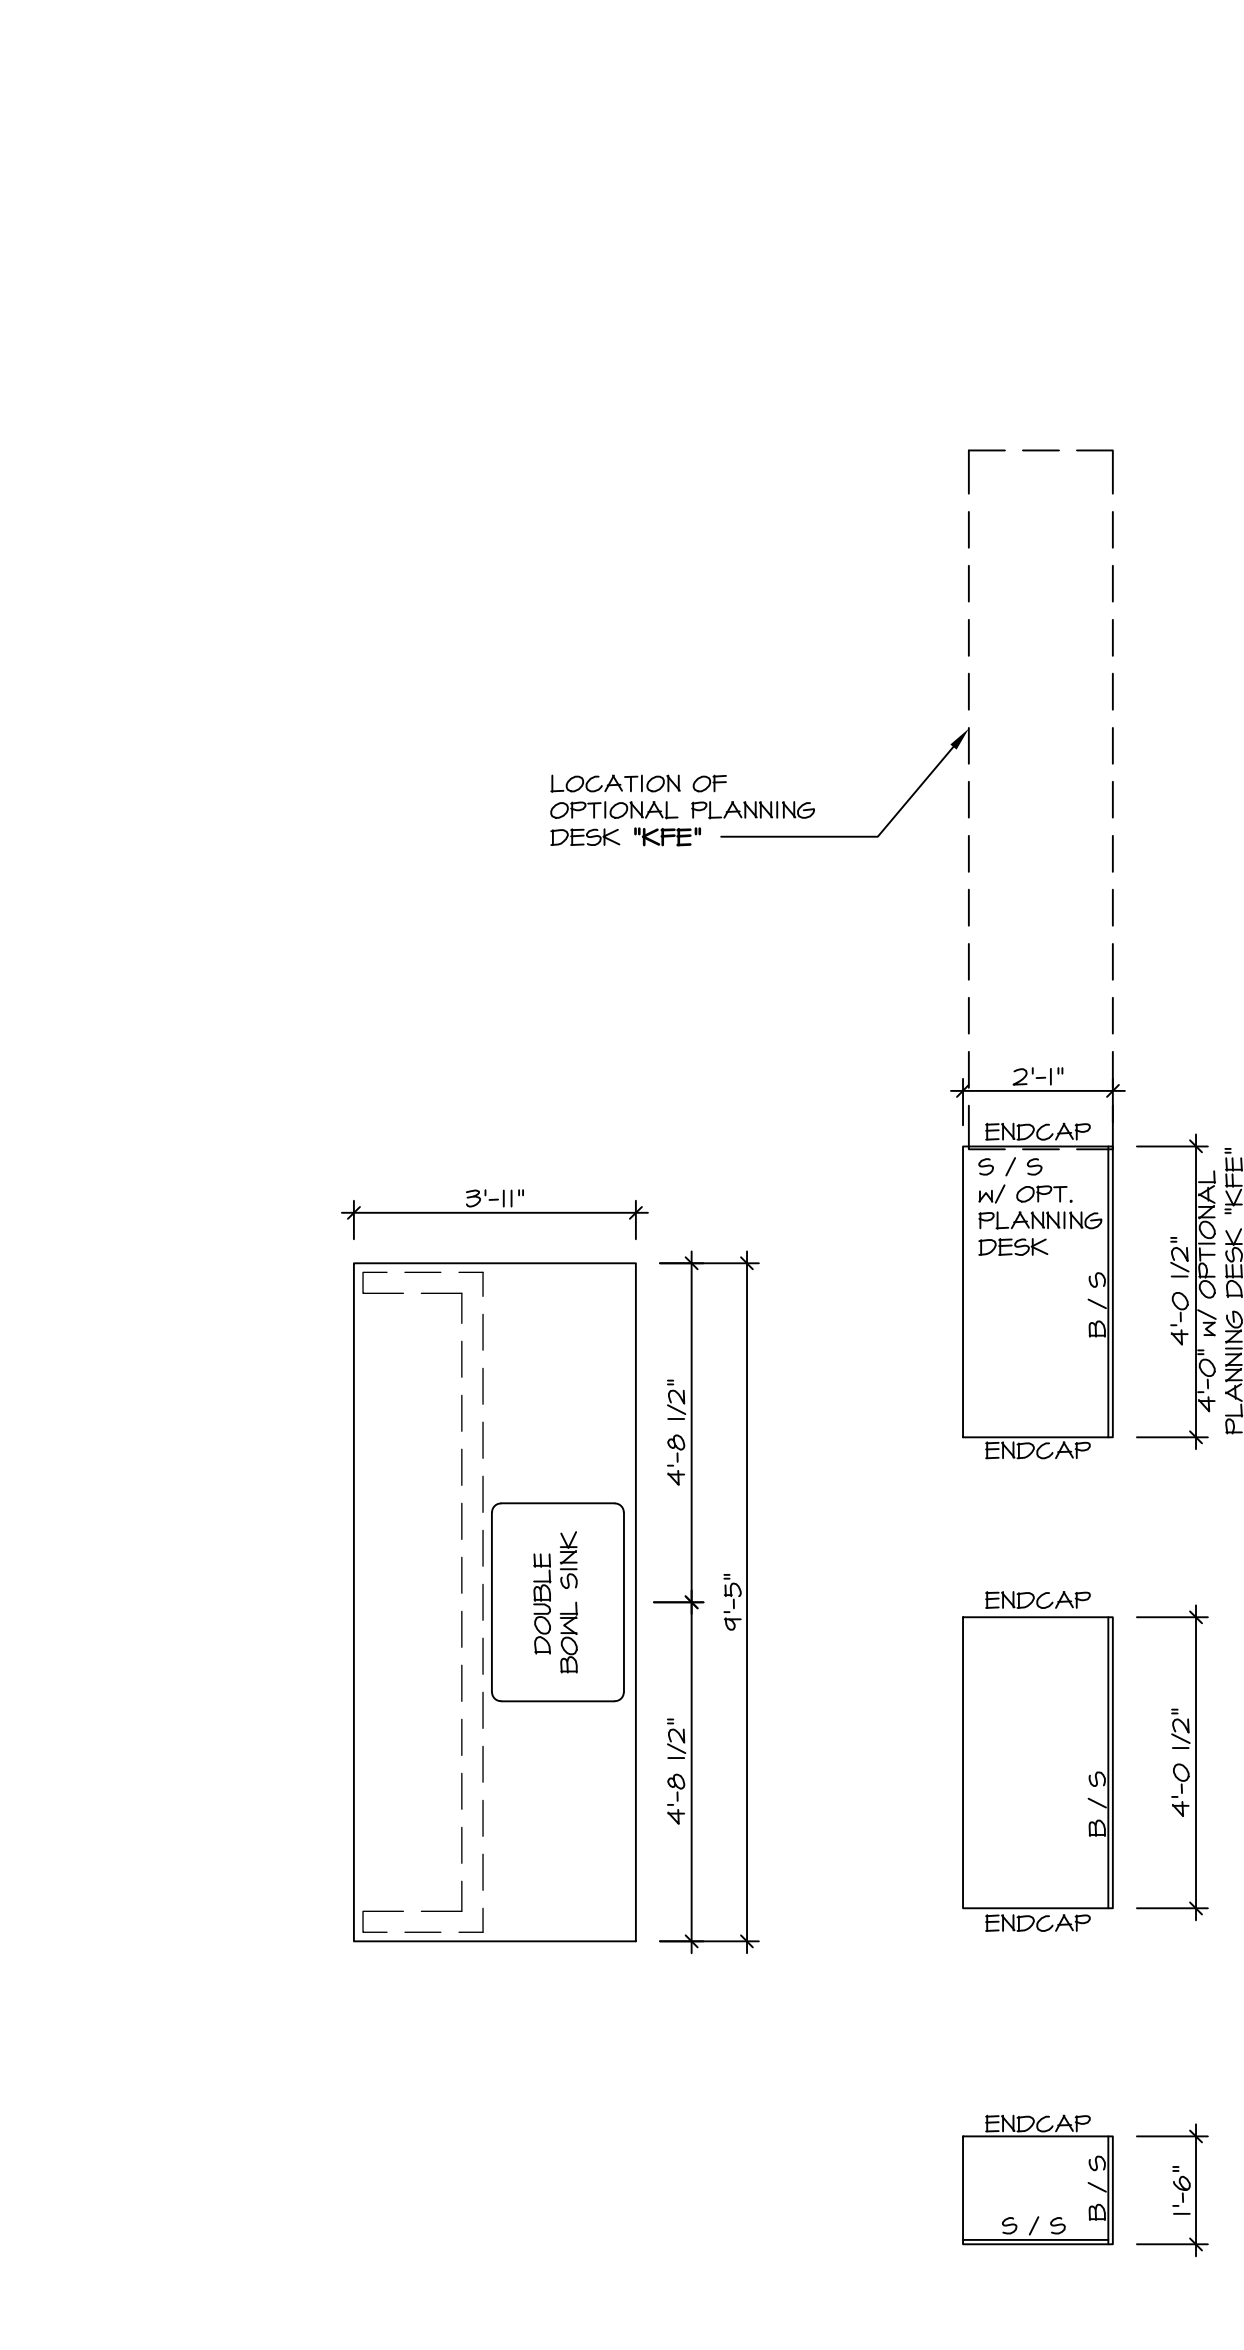 LOCATION OF
OPTIONAL PLANNING
DESK "KFE"
2'-1"
ENDCAP
S / S
W/ OPT.
PLANNING
DESK
B / S
4'-0 1/2"
4'-0" W/ OPTIONAL
PLANNING DESK "KFE"
ENDCAP
3'-11"
4'-8 1/2"
DOUBLE
BOWL SINK
9'-5"
4'-8 1/2"
ENDCAP
B / S
4'-0 1/2"
ENDCAP
ENDCAP
B / S
S / S
1'-6"